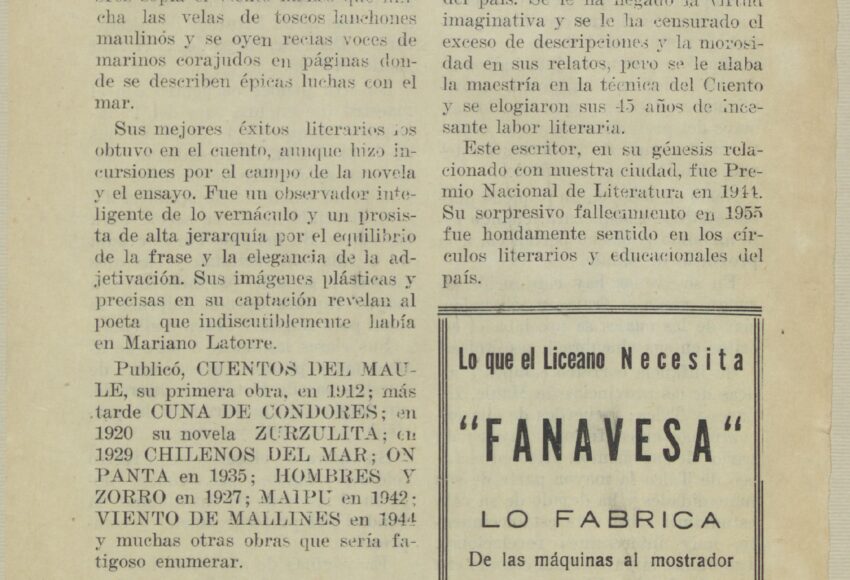 cha las velas de toscos lanchones
maulinos y se oyen recias voces de
marinos corajudos en páginas don-
de se describen épicas luchas con el
mar.
Sus mejores éxitos literarios los
obtuvo en el cuento, aunque hizo in-
cursiones por el campo de la novela
y el ensayo. Fue un observador inte-
ligente de lo vernáculo y un prosis-
ta de alta jerarquía por el equilibrio
de la frase y la elegancia de la ad-
jetivación. Sus imágenes plásticas y
precisas en su captación revelan al
poeta que indiscutiblemente había
en Mariano Latorre.
Publicó, CUENTOS DEL MAU-
LE, su primera obra, en 1912; más
tarde CUNA DE CONDORES; en
1920 su novela ZURZULITA; en
1929 CHILENOS DEL MAR; ON
PANTA en 1935; HOMBRES Y
ZORRO en 1927; MAIPU en 1942;
VIENTO DE MALLINES en 1944
y muchas otras obras que sería fa-
tigoso enumerar.
del país. Se le ha negado la virtud
imaginativa y se le ha censurado el
exceso de descripciones y la morosi-
dad en sus relatos, pero se le alaba
la maestría en la técnica del Cuento
y se elogiaron sus 45 años de ince-
sante labor literaria.
Este escritor, en su génesis rela-
cionado con nuestra ciudad, fue Pre-
mio Nacional de Literatura en 1944.
Su sorpresivo fallecimiento en 1955
fue hondamente sentido en los cír-
culos literarios y educacionales del
país.
Lo que el Liceano Necesita
"FANAVESA"
LO FABRICA
De las máquinas al mostrador